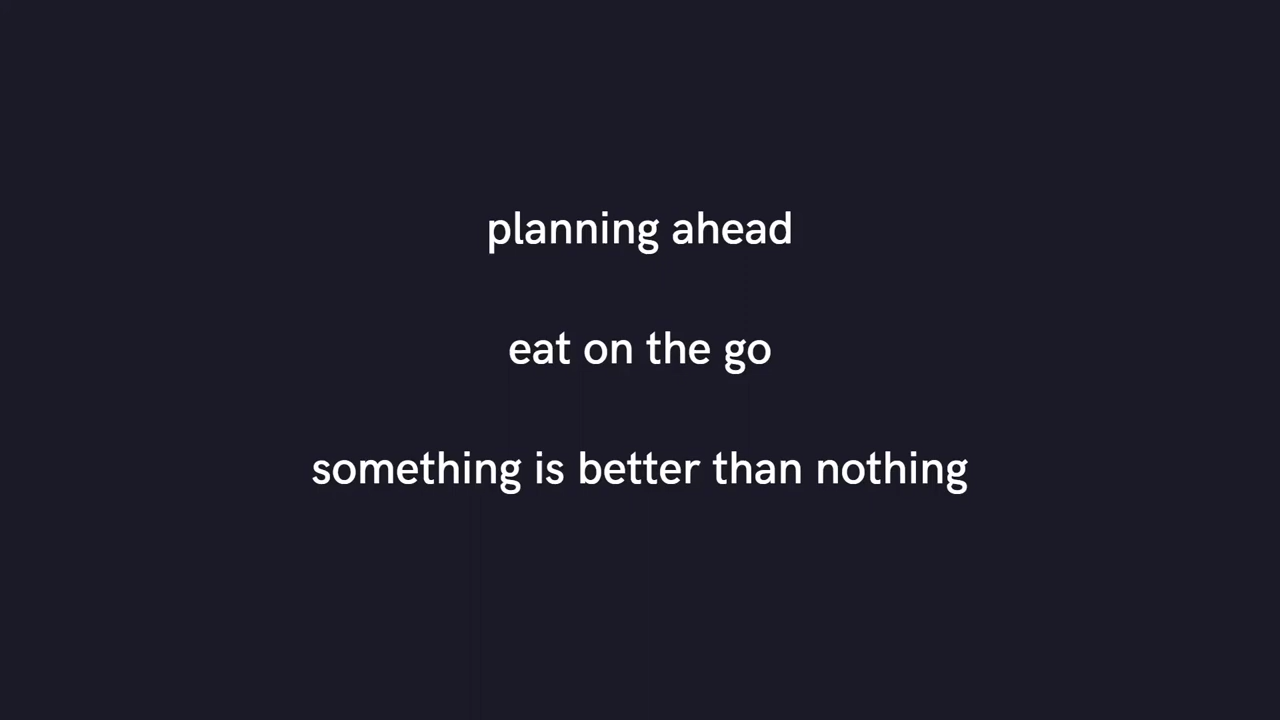 planning ahead
eat on the go
something is better than nothing